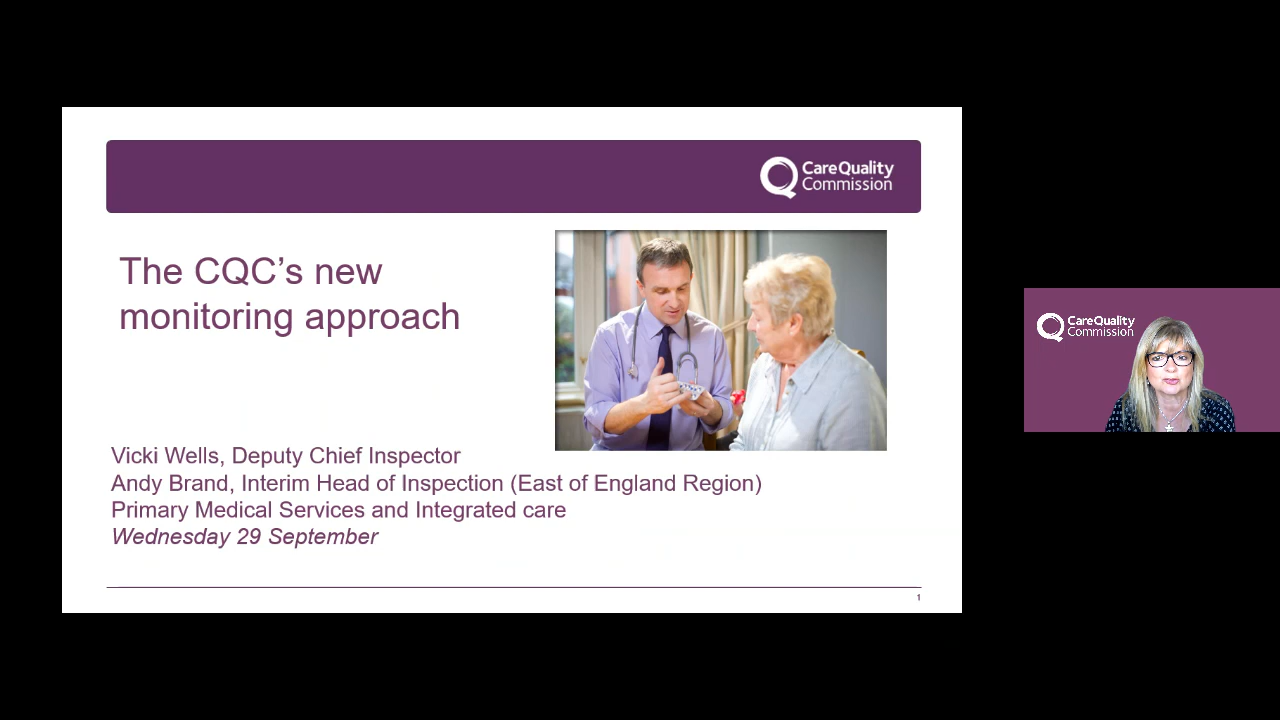 CareQuality
Commission
The CQC’s new
monitoring approach
Vicki Wells, Deputy Chief Inspector
Andy Brand, Interim Head of Inspection (East of England Region)
Primary Medical Services and Integrated care
Wednesday 29 September
1
CareQuality
Commission